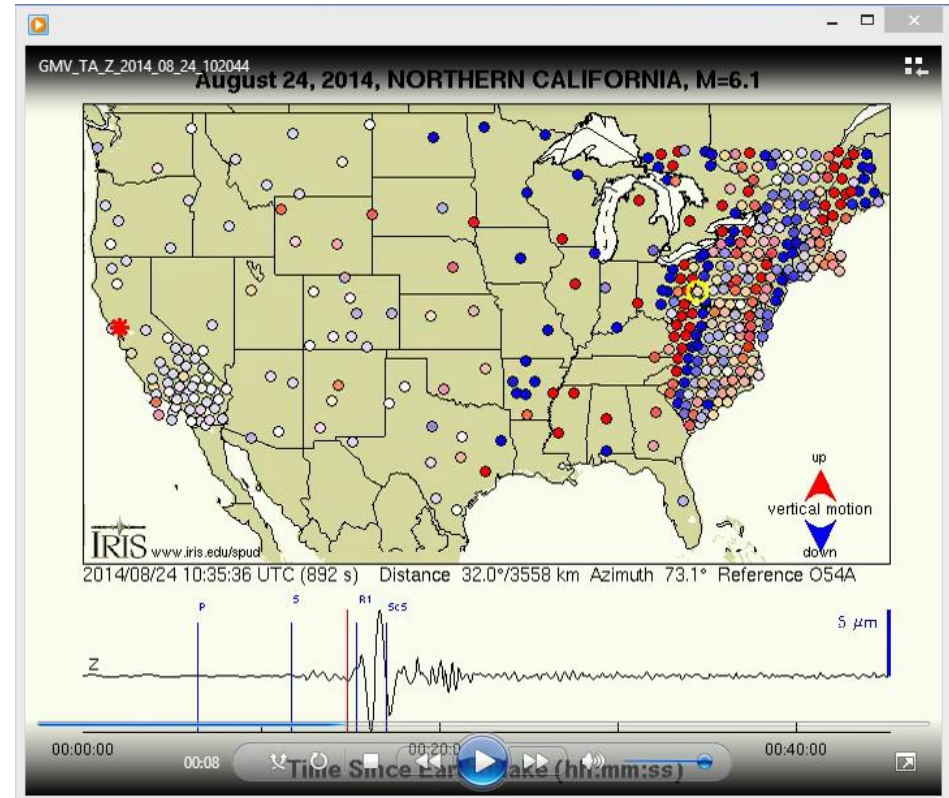 GMV_TA_Z_2014_08_24_102044
August 24, 2014, NORTHERN CALIFORNIA, M=6.1
up
vertical motion
down
IRIS www.iris.edu/spud
2014/08/24 10:35:36 UTC (892 s) Distance 32.0°/3558 km Azimuth 73.1° Reference O54A
P S R1 ScS
5 µm
Z
00:00:00 00:20:0 00:40:00
00:08
Time Since Ear ake (hh:mm:ss)